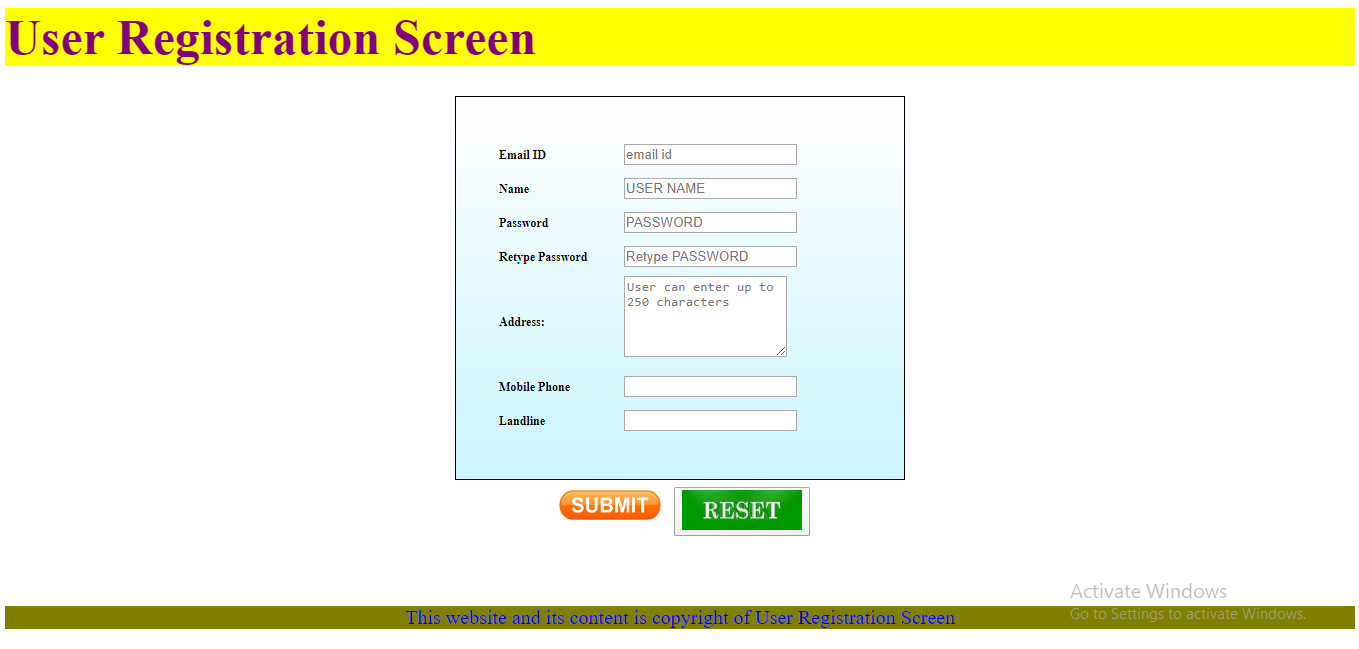 User Registration Screen
Email ID email id
Name USER NAME
Password PASSWORD
Retype Password Retype PASSWORD
Address: User can enter up to
250 characters
Mobile Phone
Landline
SUBMIT RESET
Activate Windows
Go to Settings to activate Windows.
This website and its content is copyright of User Registration Screen